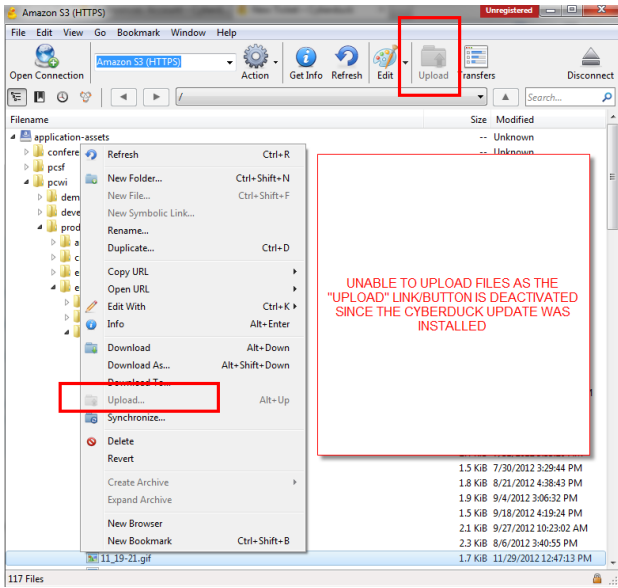 Amazon S3 (HTTPS)
Unregistered
File Edit View Go Bookmark Window Help
Amazon S3 (HTTPS)
Open Connection Action Get Info Refresh Edit Upload Transfers Disconnect
/ Search...
Filename Size Modified
application-assets -- Unknown
confere -- Unknown
pcsf
pcwi
dem
deve
prod
a
c
e
e
Refresh Ctrl+R
New Folder... Ctrl+Shift+N
New File... Ctrl+Shift+F
New Symbolic Link...
Rename...
Duplicate... Ctrl+D
Copy URL
Open URL
Edit With Ctrl+K
Info Alt+Enter
Download Alt+Down
Download As... Alt+Shift+Down
Download To...
Upload... Alt+Up
Synchronize...
Delete
Revert
Create Archive
Expand Archive
New Browser
New Bookmark Ctrl+Shift+B
UNABLE TO UPLOAD FILES AS THE
"UPLOAD" LINK/BUTTON IS DEACTIVATED
SINCE THE CYBERDUCK UPDATE WAS
INSTALLED
1.5 KiB 7/30/2012 3:29:44 PM
1.8 KiB 8/21/2012 4:38:43 PM
1.9 KiB 9/4/2012 3:06:32 PM
1.5 KiB 9/18/2012 4:19:24 PM
2.1 KiB 9/27/2012 10:23:02 AM
2.3 KiB 8/6/2012 3:40:55 PM
11_19-21.gif 1.7 KiB 11/29/2012 12:47:13 PM
117 Files